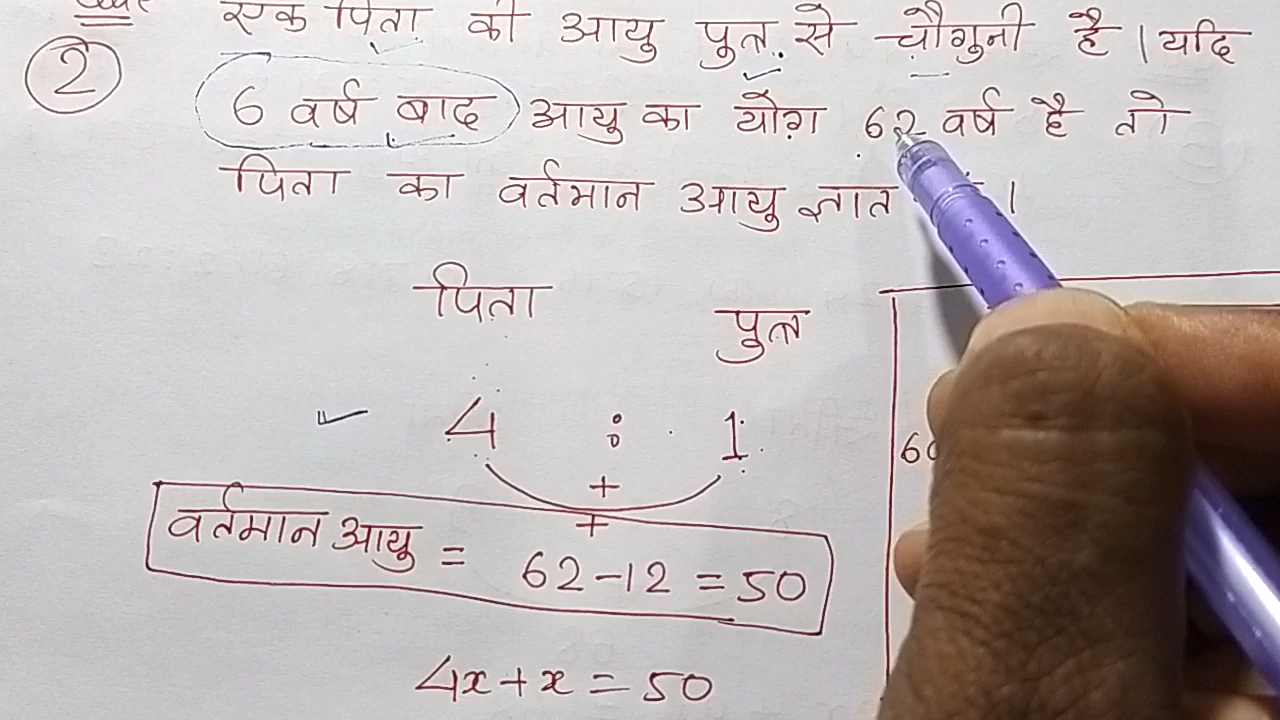 ② एक पिता की आयु पुत्र से चौगुनी है । यदि
6 वर्ष बाद आयु का योग 62 वर्ष है तो
पिता का वर्तमान आयु ज्ञात ।
पिता पुत्र
4 : 1
+
+
वर्तमान आयु = 62 - 12 = 50
4x + x = 50